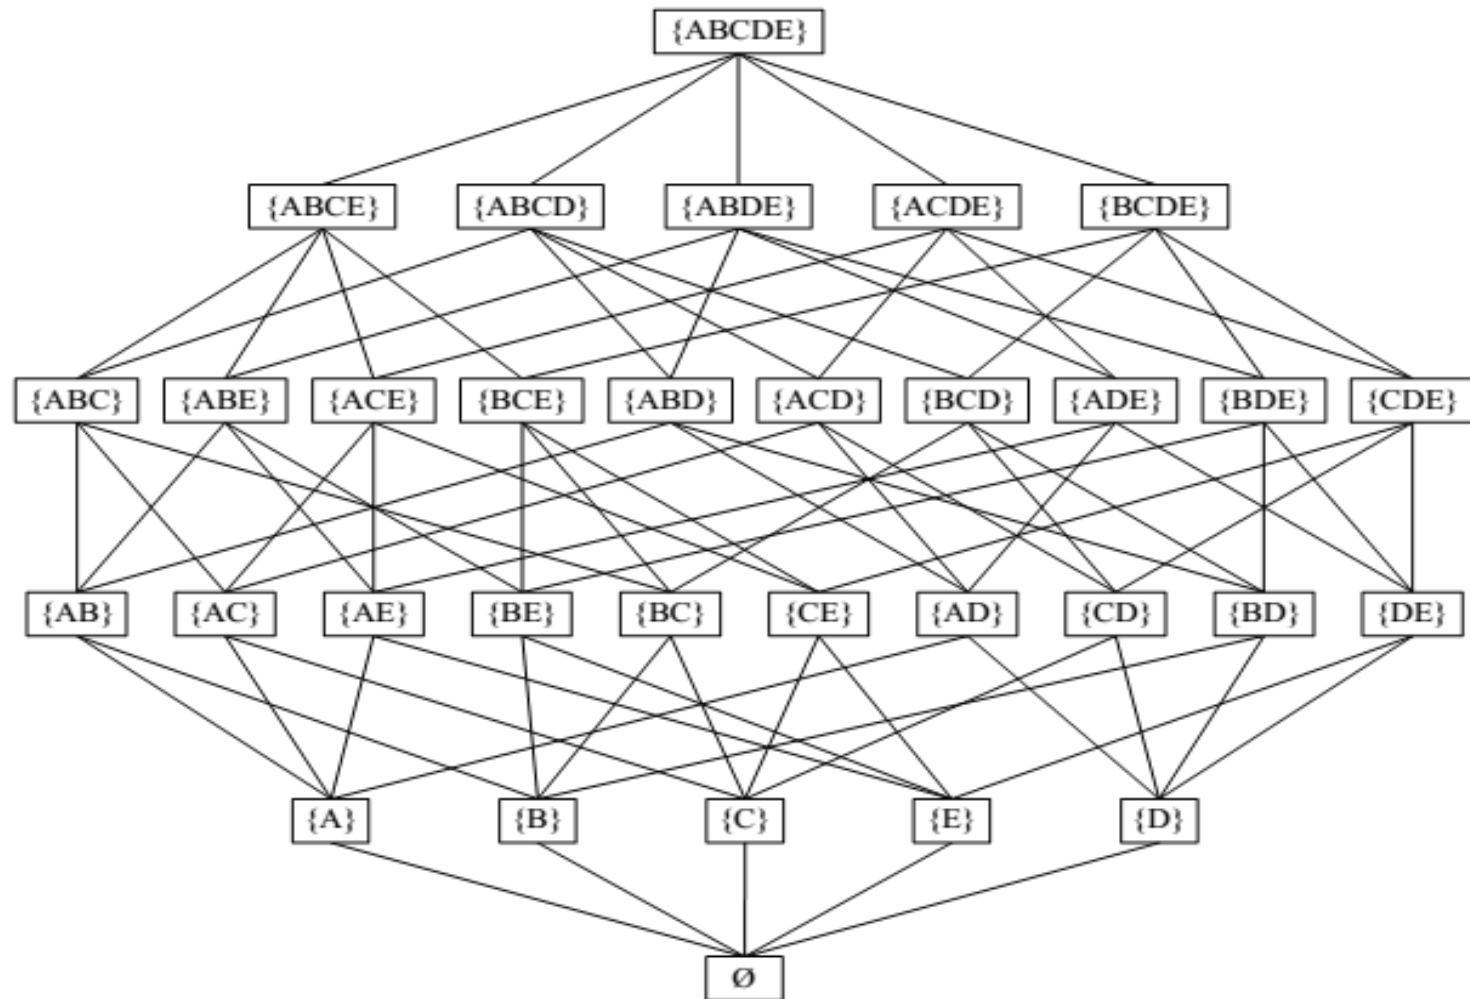 {ABCDE}
{ABCE} {ABCD} {ABDE} {ACDE} {BCDE}
{ABC} {ABE} {ACE} {BCE} {ABD} {ACD} {BCD} {ADE} {BDE} {CDE}
{AB} {AC} {AE} {BE} {BC} {CE} {AD} {CD} {BD} {DE}
{A} {B} {C} {E} {D}
Ø